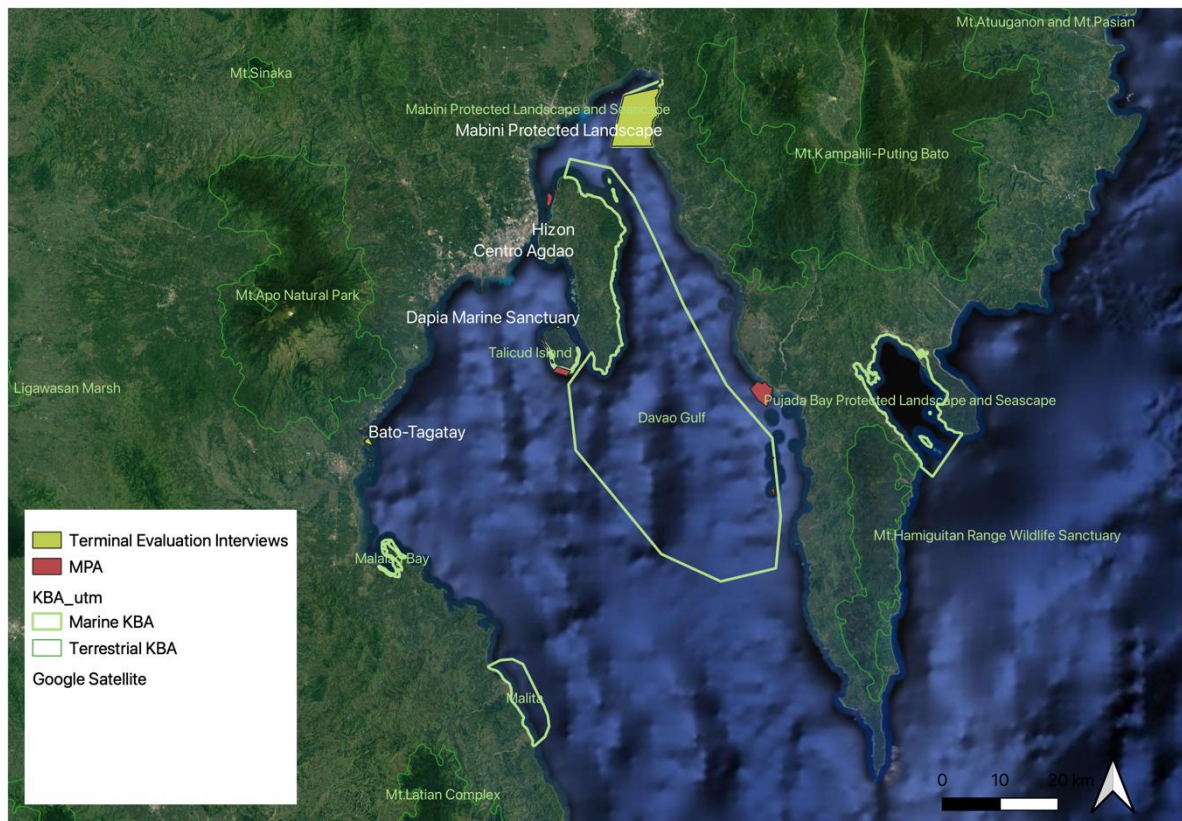 Mt.Atuuganon and Mt.Pasian
Mt.Sinaka
Mabini Protected Landscape and Seascape
Mabini Protected Landscape
Mt.Kampalili-Puting Bato
Hizon
Centro Agdao
Mt.Apo Natural Park
Dapia Marine Sanctuary
Talicud Island
Ligawasan Marsh
Pujada Bay Protected Landscape and Seascape
Davao Gulf
Bato-Tagatay
Mt.Hamiguitan Range Wildlife Sanctuary
Malalag Bay
Malita
Mt.Latian Complex
Terminal Evaluation Interviews
MPA
KBA_utm
Marine KBA
Terrestrial KBA
Google Satellite
0 10 20 km